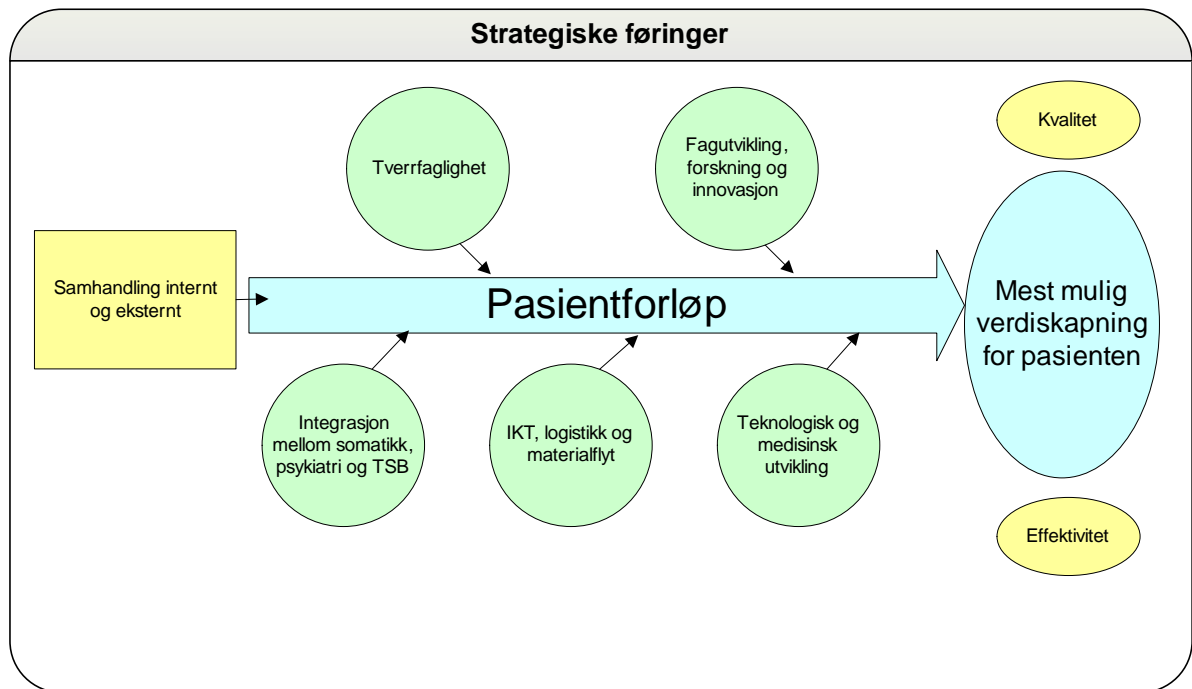 Strategiske føringer
Tverrfaglighet
Fagutvikling,
forskning og
innovasjon
Kvalitet
Samhandling internt
og eksternt
Pasientforløp
Mest mulig
verdiskapning
for pasienten
Integrasjon
mellom somatikk,
psykiatri og TSB
IKT, logistikk og
materialflyt
Teknologisk og
medisinsk
utvikling
Effektivitet